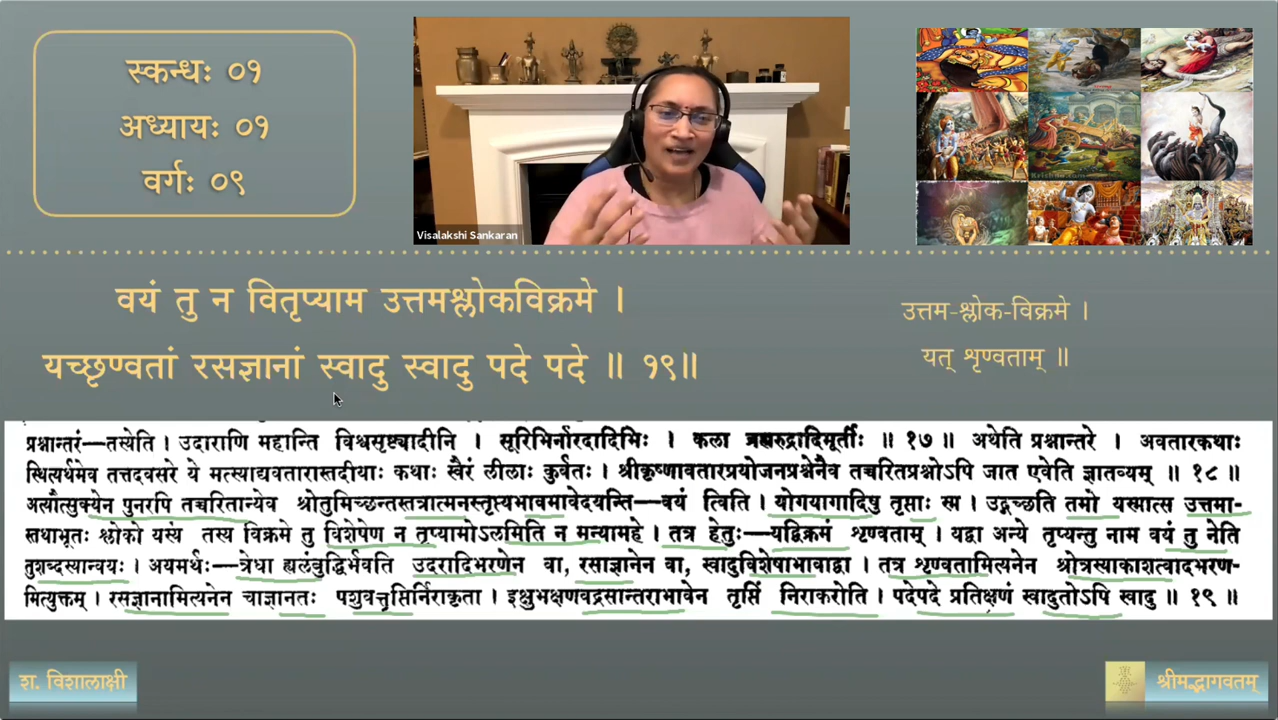 स्कन्धः ०१
अध्यायः ०१
वर्गः ०९
Visalakshi Sankaran
वयं तु न वितृप्याम उत्तमश्लोकविक्रमे ।
यच्छृण्वतां रसज्ञानां स्वादु स्वादु पदे पदे ॥ १९॥
उत्तम-श्लोक-विक्रमे ।
यत् शृण्वताम् ॥
प्रश्नान्तरं—तस्येति । उदाराणि महान्ति विश्वसृष्ट्यादीनि । सूरिभिर्नारदादिभिः । कला ब्रह्मरुद्रादिमूर्तीः ॥ १७ ॥ अथेति प्रश्नान्तरे । अवतारकथाः
स्थित्यर्थमेव तत्तदवसरे ये मत्स्याद्यवतारास्तदीयाः कथाः स्वैरं लीलाः कुर्वतः । श्रीकृष्णावतारप्रयोजनप्रश्नेनैव तच्चरितप्रश्नोऽपि जात एवेति ज्ञातव्यम् ॥ १८ ॥
अत्यौत्सुक्येन पुनरपि तच्चरितान्येव श्रोतुमिच्छन्तस्तत्रात्मनस्तृप्त्यभावमावेदयन्ति—वयं त्विति । योगयागादिषु तृप्ताः स्म । उद्गच्छति तमो यस्मात्स उत्तमा-
स्तथाभूतः श्लोको यस्य तस्य विक्रमे तु विशेषेण न तृप्यामोऽलमिति न मन्यामहे । तत्र हेतुः—यद्विक्रमं शृण्वताम् । यद्वा अन्ये तृप्यन्तु नाम वयं तु नेति
तुशब्दस्यान्वयः । अयमर्थः—त्रेधा ह्यलंबुद्धिर्भवति उदरादिभरणेन वा, रसाज्ञानेन वा, स्वादुविशेषाभावाद्वा । तत्र शृण्वतामित्यनेन श्रोत्रस्याकाशत्वादभरण-
मित्युक्तम् । रसज्ञानामित्यनेन चाज्ञानतः पशुवत्तृप्तिर्निराकृता । इक्षुभक्षणवद्रसान्तराभावेन तृप्तिं निराकरोति । पदेपदे प्रतिक्षणं स्वादुतोऽपि स्वादु ॥ १९ ॥
श. विशालाक्षी
श्रीमद्भागवतम्